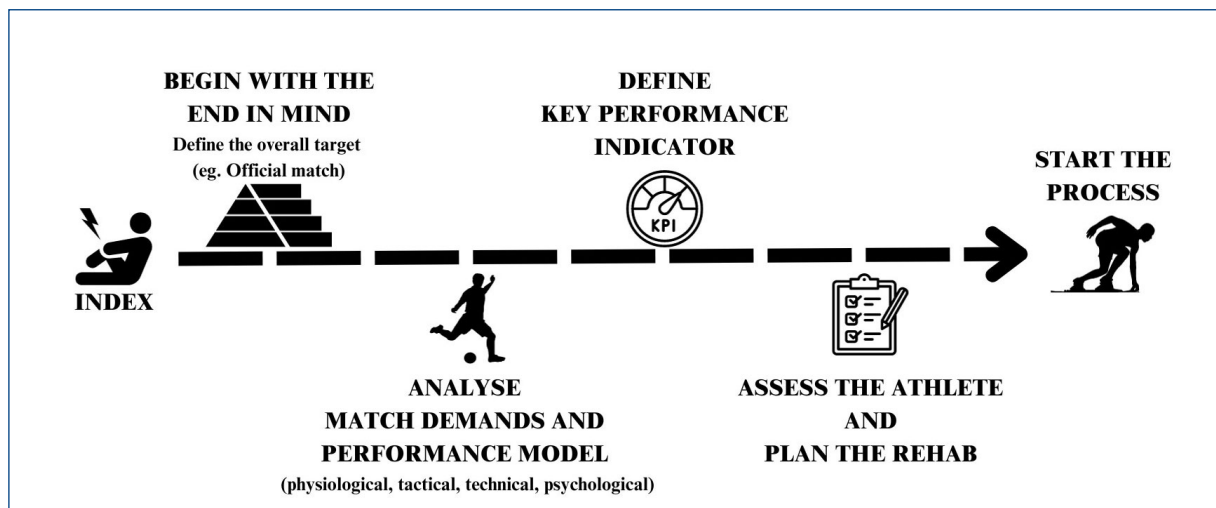 BEGIN WITH THE
END IN MIND
Define the overall target
(eg. Official match)
DEFINE
KEY PERFORMANCE
INDICATOR
KPI
START THE
PROCESS
INDEX
ANALYSE
MATCH DEMANDS AND
PERFORMANCE MODEL
(physiological, tactical, technical, psychological)
ASSESS THE ATHLETE
AND
PLAN THE REHAB